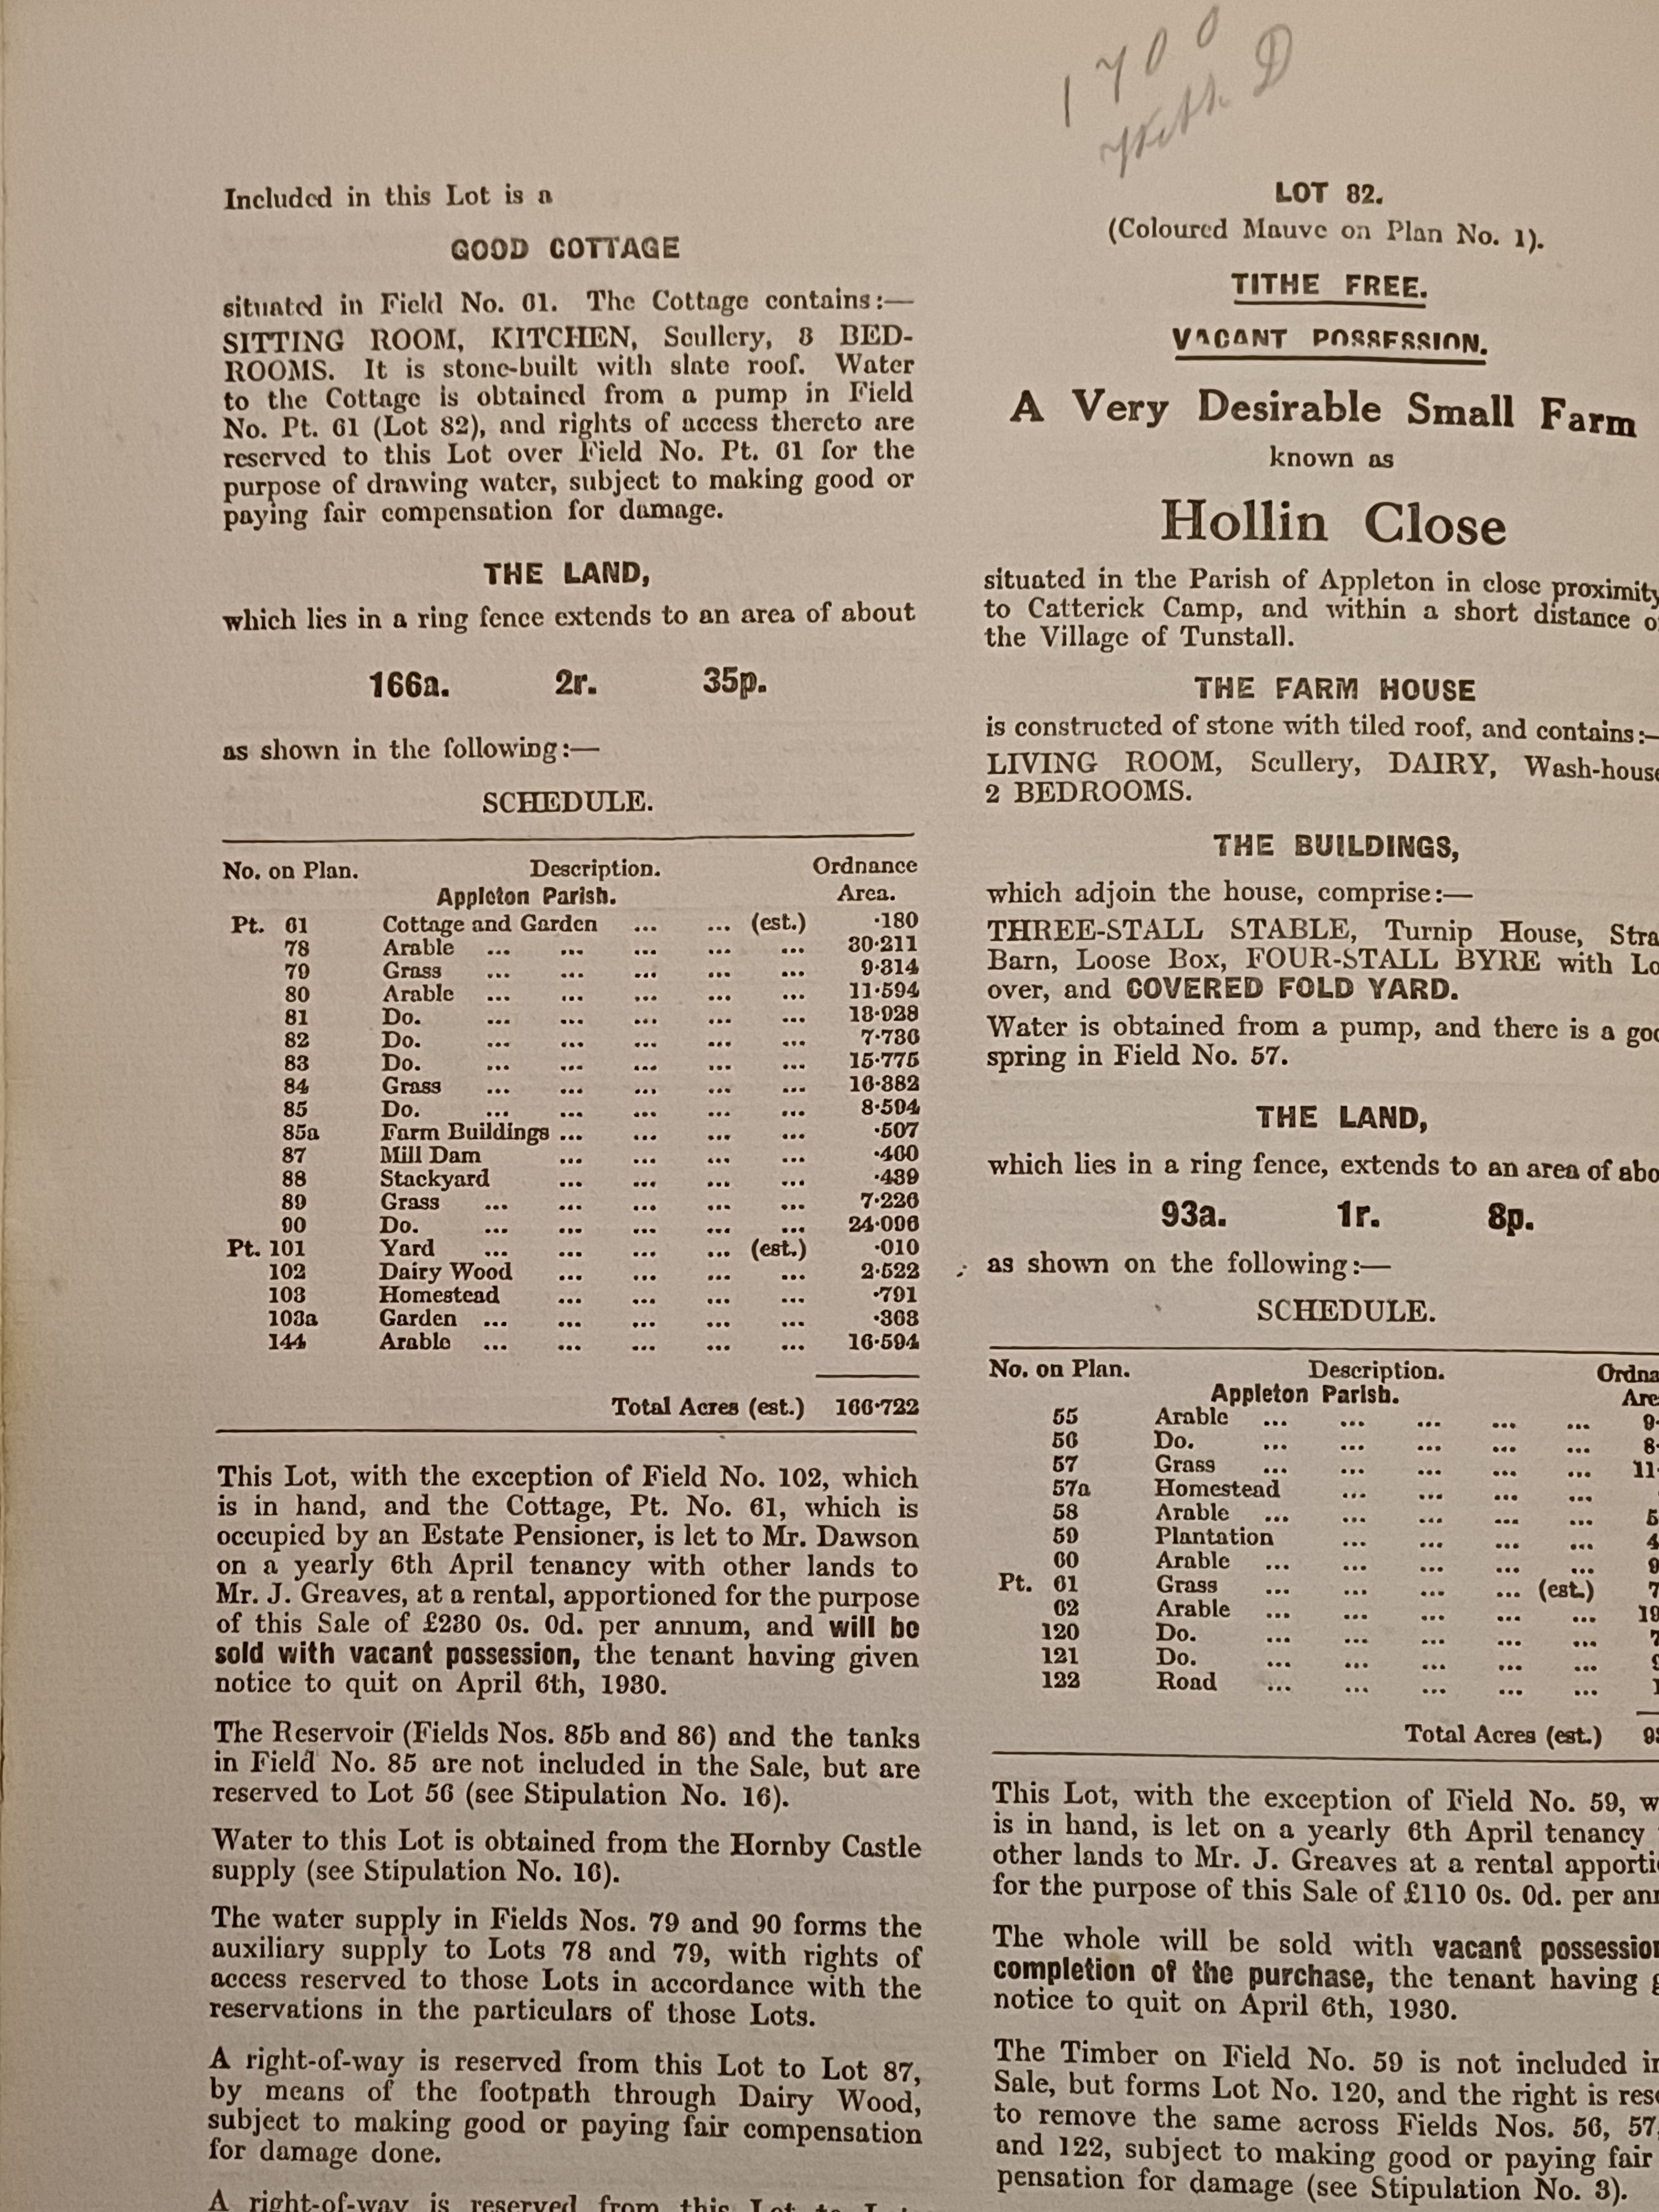 1700
With D
Included in this Lot is a
GOOD COTTAGE
situated in Field No. 61. The Cottage contains:—
SITTING ROOM, KITCHEN, Scullery, 3 BED-
ROOMS. It is stone-built with slate roof. Water
to the Cottage is obtained from a pump in Field
No. Pt. 61 (Lot 82), and rights of access thereto are
reserved to this Lot over Field No. Pt. 61 for the
purpose of drawing water, subject to making good or
paying fair compensation for damage.
THE LAND,
which lies in a ring fence extends to an area of about
166a. 2r. 35p.
as shown in the following:—
SCHEDULE.
No. on Plan. Description. Ordnance
Appleton Parish. Area.
Pt. 61 Cottage and Garden ... ... (est.) ·180
78 Arable ... ... ... ... ... 30·211
79 Grass ... ... ... ... ... 9·314
80 Arable ... ... ... ... ... 11·594
81 Do. ... ... ... ... ... 13·928
82 Do. ... ... ... ... ... 7·736
83 Do. ... ... ... ... ... 15·775
84 Grass ... ... ... ... ... 16·382
85 Do. ... ... ... ... ... 8·594
85a Farm Buildings ... ... ... ... ·507
87 Mill Dam ... ... ... ... ·460
88 Stackyard ... ... ... ... ·439
89 Grass ... ... ... ... ... 7·226
90 Do. ... ... ... ... ... 24·096
Pt. 101 Yard ... ... ... ... (est.) ·010
102 Dairy Wood ... ... ... ... 2·522
103 Homestead ... ... ... ... ·791
103a Garden ... ... ... ... ... ·363
144 Arable ... ... ... ... ... 16·594
Total Acres (est.) 166·722
This Lot, with the exception of Field No. 102, which
is in hand, and the Cottage, Pt. No. 61, which is
occupied by an Estate Pensioner, is let to Mr. Dawson
on a yearly 6th April tenancy with other lands to
Mr. J. Greaves, at a rental, apportioned for the purpose
of this Sale of £230 0s. 0d. per annum, and will be
sold with vacant possession, the tenant having given
notice to quit on April 6th, 1930.
The Reservoir (Fields Nos. 85b and 86) and the tanks
in Field No. 85 are not included in the Sale, but are
reserved to Lot 56 (see Stipulation No. 16).
Water to this Lot is obtained from the Hornby Castle
supply (see Stipulation No. 16).
The water supply in Fields Nos. 79 and 90 forms the
auxiliary supply to Lots 78 and 79, with rights of
access reserved to those Lots in accordance with the
reservations in the particulars of those Lots.
A right-of-way is reserved from this Lot to Lot 87,
by means of the footpath through Dairy Wood,
subject to making good or paying fair compensation
for damage done.
A right-of-way is reserved from this Lot to
LOT 82.
(Coloured Mauve on Plan No. 1).
TITHE FREE.
VACANT POSSESSION.
A Very Desirable Small Farm
known as
Hollin Close
situated in the Parish of Appleton in close proximity
to Catterick Camp, and within a short distance o
the Village of Tunstall.
THE FARM HOUSE
is constructed of stone with tiled roof, and contains:—
LIVING ROOM, Scullery, DAIRY, Wash-house
2 BEDROOMS.
THE BUILDINGS,
which adjoin the house, comprise:—
THREE-STALL STABLE, Turnip House, Stra
Barn, Loose Box, FOUR-STALL BYRE with Lo
over, and COVERED FOLD YARD.
Water is obtained from a pump, and there is a goo
spring in Field No. 57.
THE LAND,
which lies in a ring fence, extends to an area of abo
93a. 1r. 8p.
as shown on the following:—
SCHEDULE.
No. on Plan. Description. Ordna
Appleton Parish. Are
55 Arable ... ... ... ... ... 9·
56 Do. ... ... ... ... ... 8·
57 Grass ... ... ... ... ... 11·
57a Homestead ... ... ... ...
58 Arable ... ... ... ... ... 5
59 Plantation ... ... ... ... 4
60 Arable ... ... ... ... ... 9
Pt. 61 Grass ... ... ... ... (est.) 7
62 Arable ... ... ... ... ... 19
120 Do. ... ... ... ... ... 7
121 Do. ... ... ... ... ... 9
122 Road ... ... ... ... ... 1
Total Acres (est.) 93
This Lot, with the exception of Field No. 59, w
is in hand, is let on a yearly 6th April tenancy
other lands to Mr. J. Greaves at a rental apporti
for the purpose of this Sale of £110 0s. 0d. per ann
The whole will be sold with vacant possession
completion of the purchase, the tenant having g
notice to quit on April 6th, 1930.
The Timber on Field No. 59 is not included in
Sale, but forms Lot No. 120, and the right is rese
to remove the same across Fields Nos. 56, 57,
and 122, subject to making good or paying fair
pensation for damage (see Stipulation No. 3).